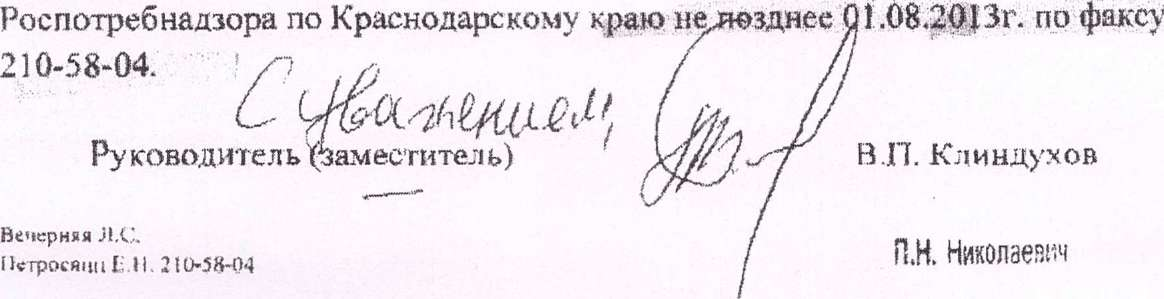 Роспотребнадзора по Краснодарскому краю не позднее 01.08.2013г. по факсу
210-58-04.
С уважением,
Руководитель (заместитель)
В.П. Клиндухов
Вечерняя Л.С.
Петросянц Е.Н. 210-58-04
П.Н. Николаевич